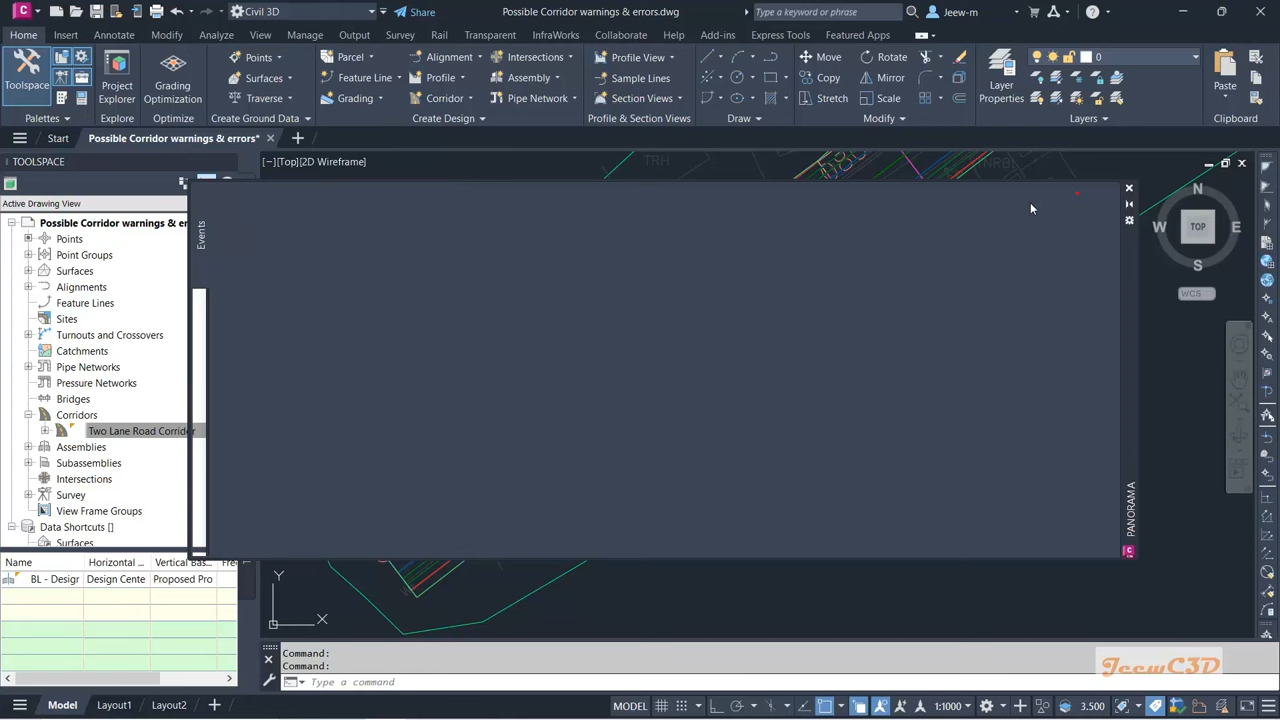 Civil 3D
Share
Possible Corridor warnings & errors.dwg
Type a keyword or phrase
Jeew-m
Home Insert Annotate Modify Analyze View Manage Output Survey Rail Transparent InfraWorks Collaborate Help Add-ins Express Tools Featured Apps
Toolspace
Project
Explorer
Grading
Optimization
Points
Surfaces
Traverse
Parcel
Feature Line
Grading
Alignment
Profile
Corridor
Intersections
Assembly
Pipe Network
Profile View
Sample Lines
Section Views
Move
Copy
Stretch
Rotate
Mirror
Scale
Layer
Properties
0
Paste
Palettes
Explore
Optimize
Create Ground Data
Create Design
Profile & Section Views
Draw
Modify
Layers
Clipboard
Start
Possible Corridor warnings & errors*
TOOLSPACE
[−][Top][2D Wireframe]
TRH
NRBL
Active Drawing View
Possible Corridor warnings & er
Points
Point Groups
Surfaces
Alignments
Feature Lines
Sites
Turnouts and Crossovers
Catchments
Pipe Networks
Pressure Networks
Bridges
Corridors
Two Lane Road Corridor
Assemblies
Subassemblies
Intersections
Survey
View Frame Groups
Data Shortcuts []
Surfaces
Events
PANORAMA
N
W
TOP
E
S
WCS
Name Horizontal ... Vertical Bas... Fre
BL - Desigr Design Cente Proposed Pro
Y
X
Command:
Command:
Type a command
JeewC3D
Model Layout1 Layout2
MODEL
1:1000
3.500